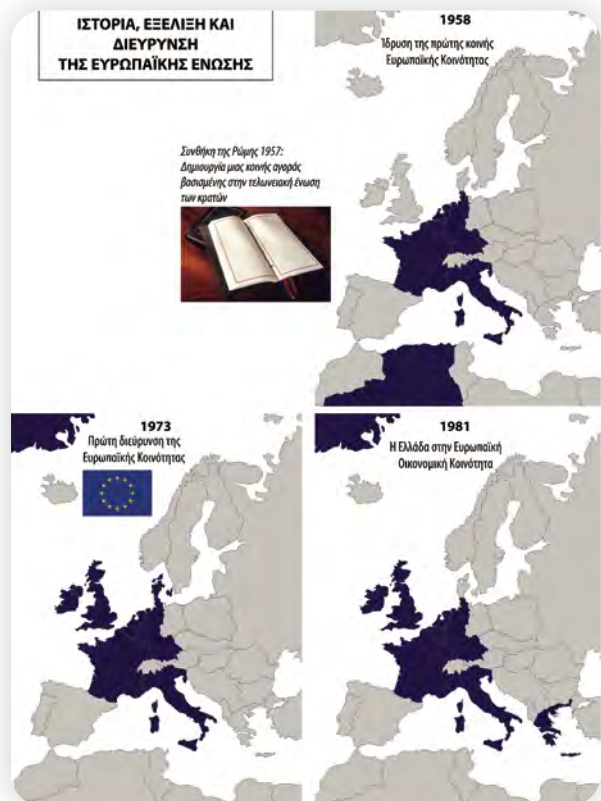 ΙΣΤΟΡΙΑ, ΕΞΕΛΙΞΗ ΚΑΙ
ΔΙΕΥΡΥΝΣΗ
ΤΗΣ ΕΥΡΩΠΑΪΚΗΣ ΕΝΩΣΗΣ
1958
Ίδρυση της πρώτης κοινής
Ευρωπαϊκής Κοινότητας
Συνθήκη της Ρώμης 1957:
Δημιουργία μιας κοινής αγοράς
βασισμένης στην τελωνειακή ένωση
των κρατών
1973
Πρώτη διεύρυνση της
Ευρωπαϊκής Κοινότητας
1981
Η Ελλάδα στην Ευρωπαϊκή
Οικονομική Κοινότητα